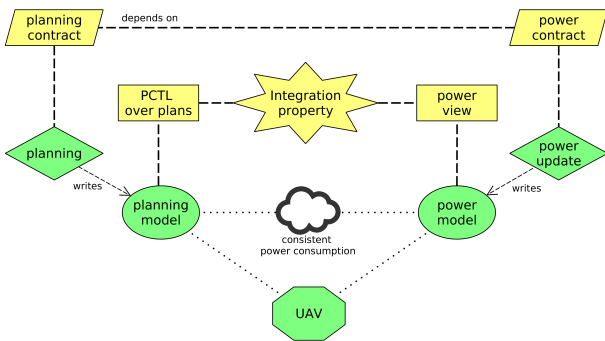 planning
contract
depends on
power
contract
PCTL
over plans
Integration
property
power
view
planning
power
update
writes
writes
planning
model
power
model
consistent
power consumption
UAV